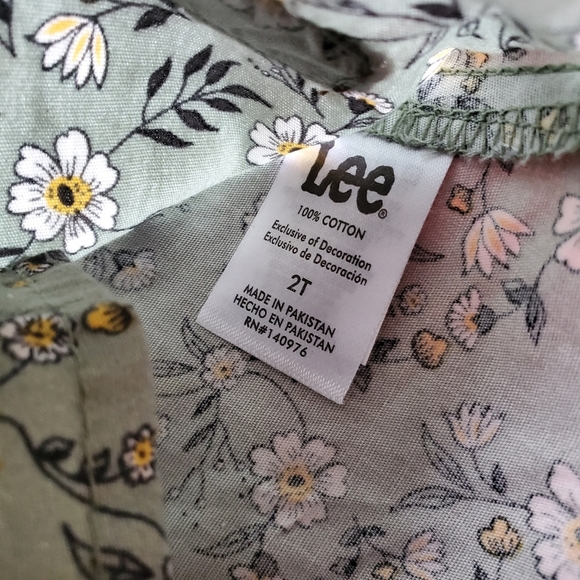 Lee®
100% COTTON
Exclusive of Decoration
Exclusivo de Decoración
2T
MADE IN PAKISTAN
HECHO EN PAKISTAN
RN#140976